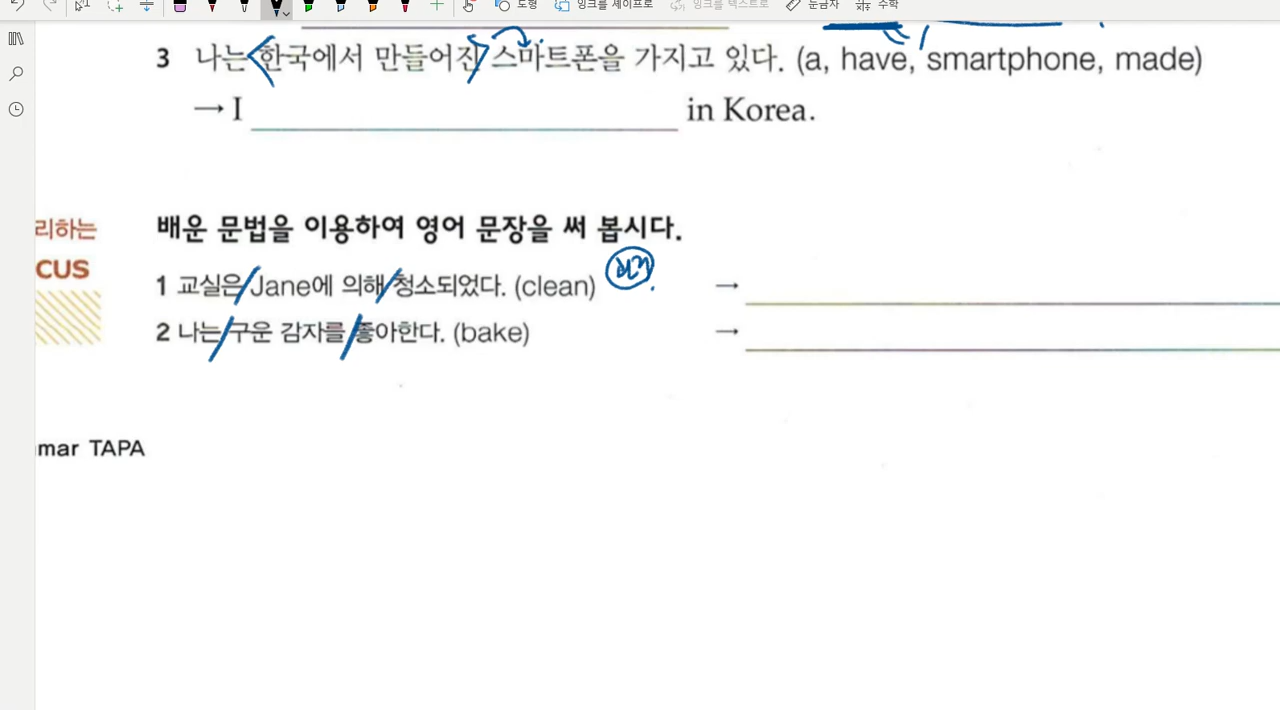 도형 잉크를 셰이프로 잉크를 텍스트로 눈금자 수학
3 나는 한국에서 만들어진 스마트폰을 가지고 있다. (a, have, smartphone, made)
→ I in Korea.
리하는
CUS
배운 문법을 이용하여 영어 문장을 써 봅시다.
1 교실은 Jane에 의해 청소되었다. (clean) 과거 →
2 나는 구운 감자를 좋아한다. (bake) →
mar TAPA